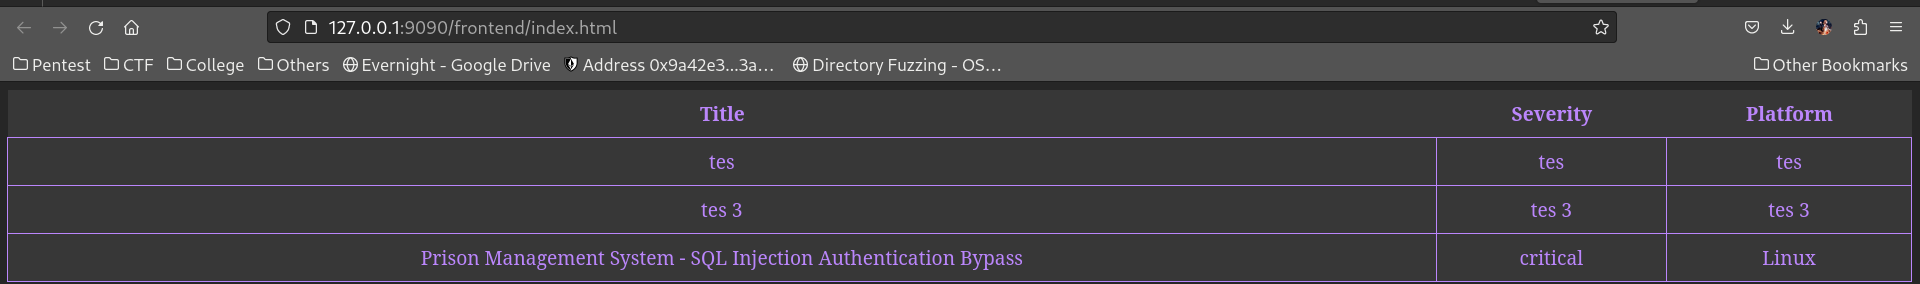 127.0.0.1:9090/frontend/index.html
Pentest CTF College Others Evernight - Google Drive Address 0x9a42e3...3a... Directory Fuzzing - OS... Other Bookmarks
Title Severity Platform
tes tes tes
tes 3 tes 3 tes 3
Prison Management System - SQL Injection Authentication Bypass critical Linux